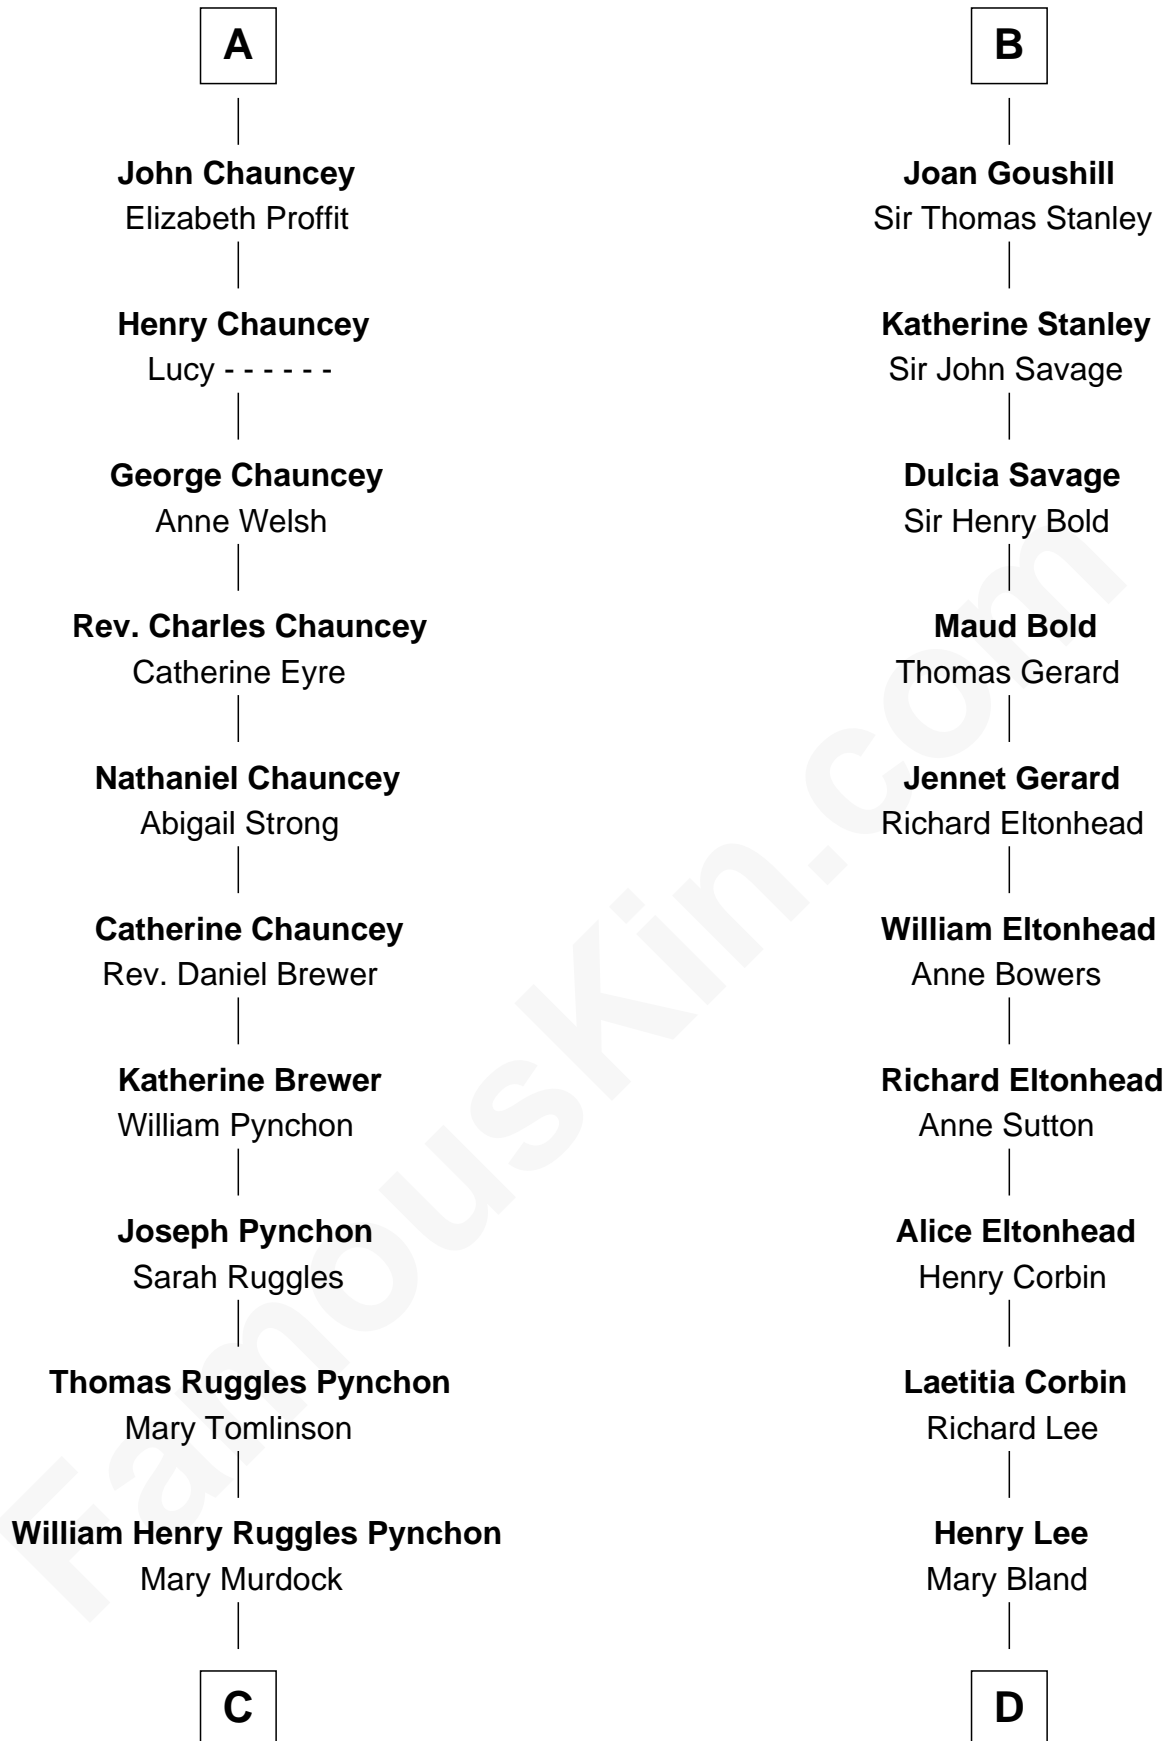 A
John Chauncey
Elizabeth Proffit
Henry Chauncey
Lucy - - - - - -
George Chauncey
Anne Welsh
Rev. Charles Chauncey
Catherine Eyre
Nathaniel Chauncey
Abigail Strong
Catherine Chauncey
Rev. Daniel Brewer
Katherine Brewer
William Pynchon
Joseph Pynchon
Sarah Ruggles
Thomas Ruggles Pynchon
Mary Tomlinson
William Henry Ruggles Pynchon
Mary Murdock
C
B
Joan Goushill
Sir Thomas Stanley
Katherine Stanley
Sir John Savage
Dulcia Savage
Sir Henry Bold
Maud Bold
Thomas Gerard
Jennet Gerard
Richard Eltonhead
William Eltonhead
Anne Bowers
Richard Eltonhead
Anne Sutton
Alice Eltonhead
Henry Corbin
Laetitia Corbin
Richard Lee
Henry Lee
Mary Bland
D
FamousKin.com